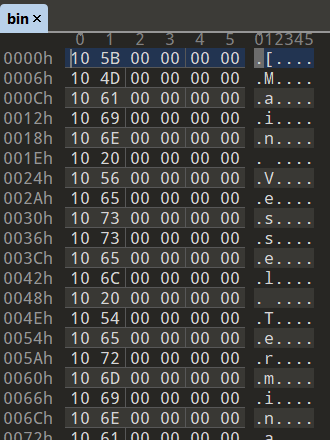 bin ×
0 1 2 3 4 5 012345
0000h 10 5B 00 00 00 00 .[....
0006h 10 4D 00 00 00 00 .M....
000Ch 10 61 00 00 00 00 .a....
0012h 10 69 00 00 00 00 .i....
0018h 10 6E 00 00 00 00 .n....
001Eh 10 20 00 00 00 00 . ....
0024h 10 56 00 00 00 00 .V....
002Ah 10 65 00 00 00 00 .e....
0030h 10 73 00 00 00 00 .s....
0036h 10 73 00 00 00 00 .s....
003Ch 10 65 00 00 00 00 .e....
0042h 10 6C 00 00 00 00 .l....
0048h 10 20 00 00 00 00 . ....
004Eh 10 54 00 00 00 00 .T....
0054h 10 65 00 00 00 00 .e....
005Ah 10 72 00 00 00 00 .r....
0060h 10 6D 00 00 00 00 .m....
0066h 10 69 00 00 00 00 .i....
006Ch 10 6E 00 00 00 00 .n....
0072h 10 61 00 00 00 00 .a....